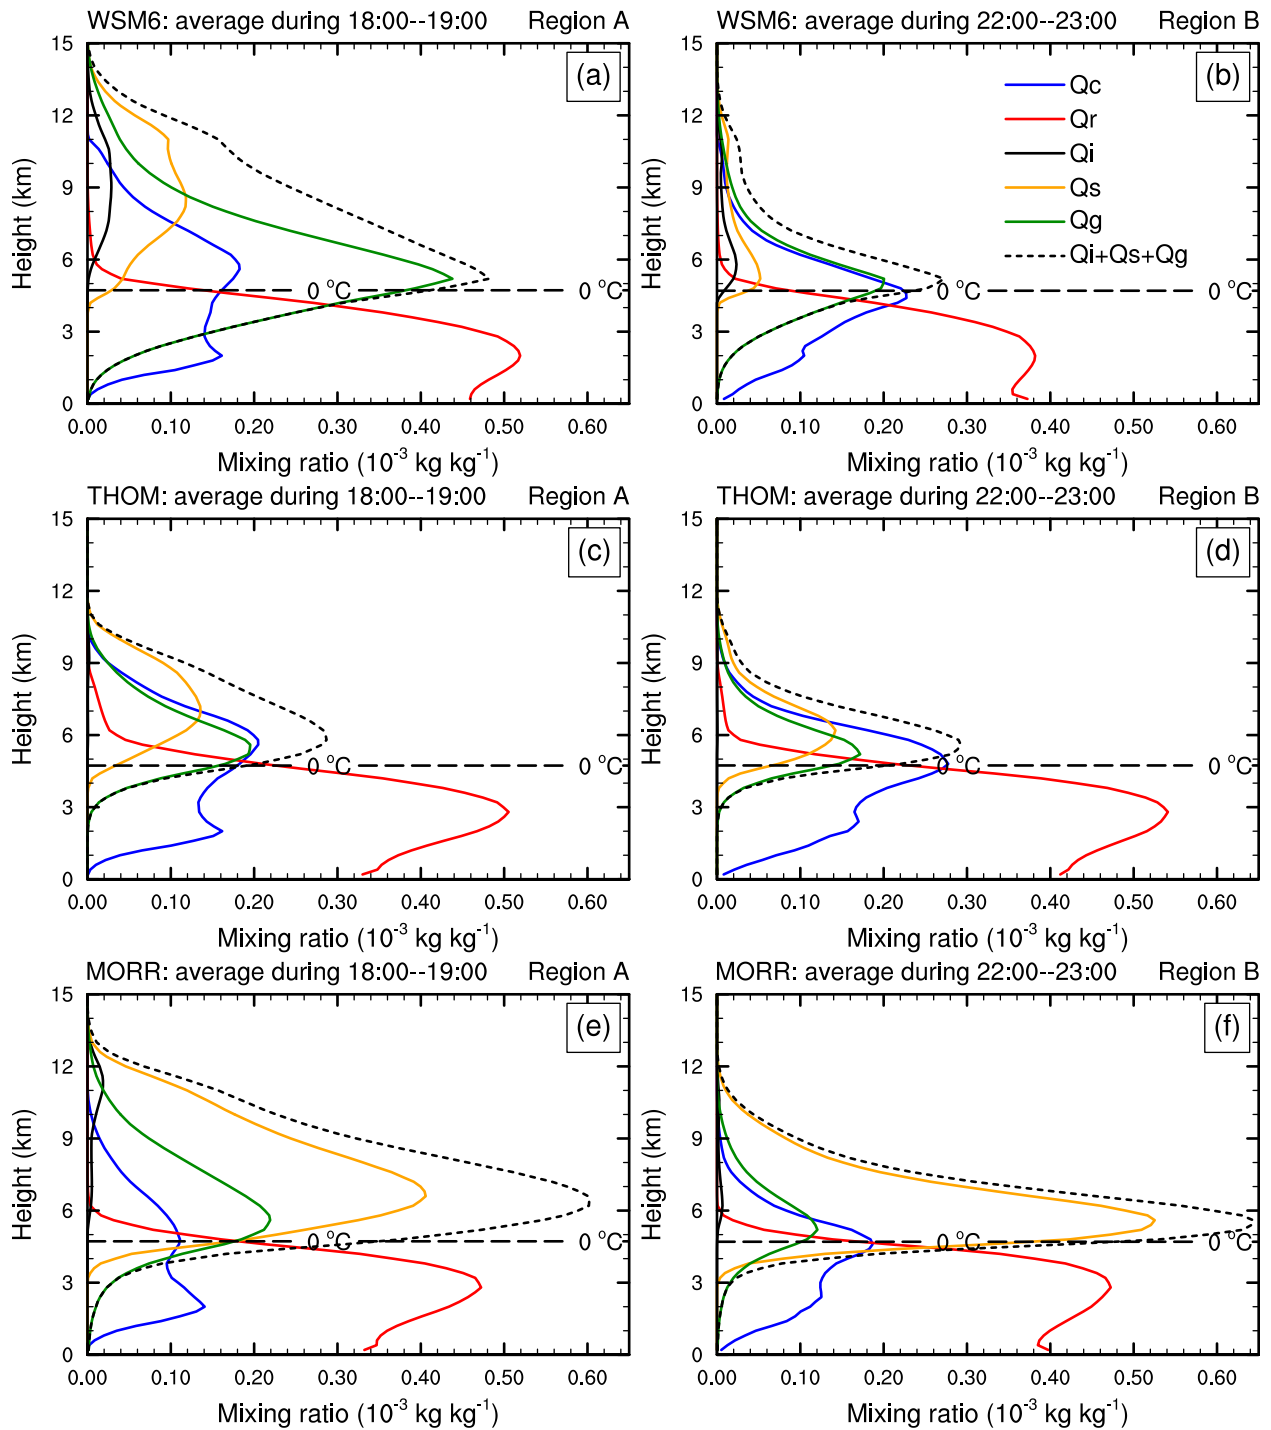 WSM6: average during 18:00--19:00 Region A
(a)
15
12
9
6
3
0
Height (km)
0 °C
0 °C
0.00 0.10 0.20 0.30 0.40 0.50 0.60
Mixing ratio (10⁻³ kg kg⁻¹)
WSM6: average during 22:00--23:00 Region B
(b)
Qc
Qr
Qi
Qs
Qg
Qi+Qs+Qg
15
12
9
6
3
0
Height (km)
0 °C
0 °C
0.00 0.10 0.20 0.30 0.40 0.50 0.60
Mixing ratio (10⁻³ kg kg⁻¹)
THOM: average during 18:00--19:00 Region A
(c)
15
12
9
6
3
0
Height (km)
0 °C
0 °C
0.00 0.10 0.20 0.30 0.40 0.50 0.60
Mixing ratio (10⁻³ kg kg⁻¹)
THOM: average during 22:00--23:00 Region B
(d)
15
12
9
6
3
0
Height (km)
0 °C
0 °C
0.00 0.10 0.20 0.30 0.40 0.50 0.60
Mixing ratio (10⁻³ kg kg⁻¹)
MORR: average during 18:00--19:00 Region A
(e)
15
12
9
6
3
0
Height (km)
0 °C
0 °C
0.00 0.10 0.20 0.30 0.40 0.50 0.60
Mixing ratio (10⁻³ kg kg⁻¹)
MORR: average during 22:00--23:00 Region B
(f)
15
12
9
6
3
0
Height (km)
0 °C
0 °C
0.00 0.10 0.20 0.30 0.40 0.50 0.60
Mixing ratio (10⁻³ kg kg⁻¹)